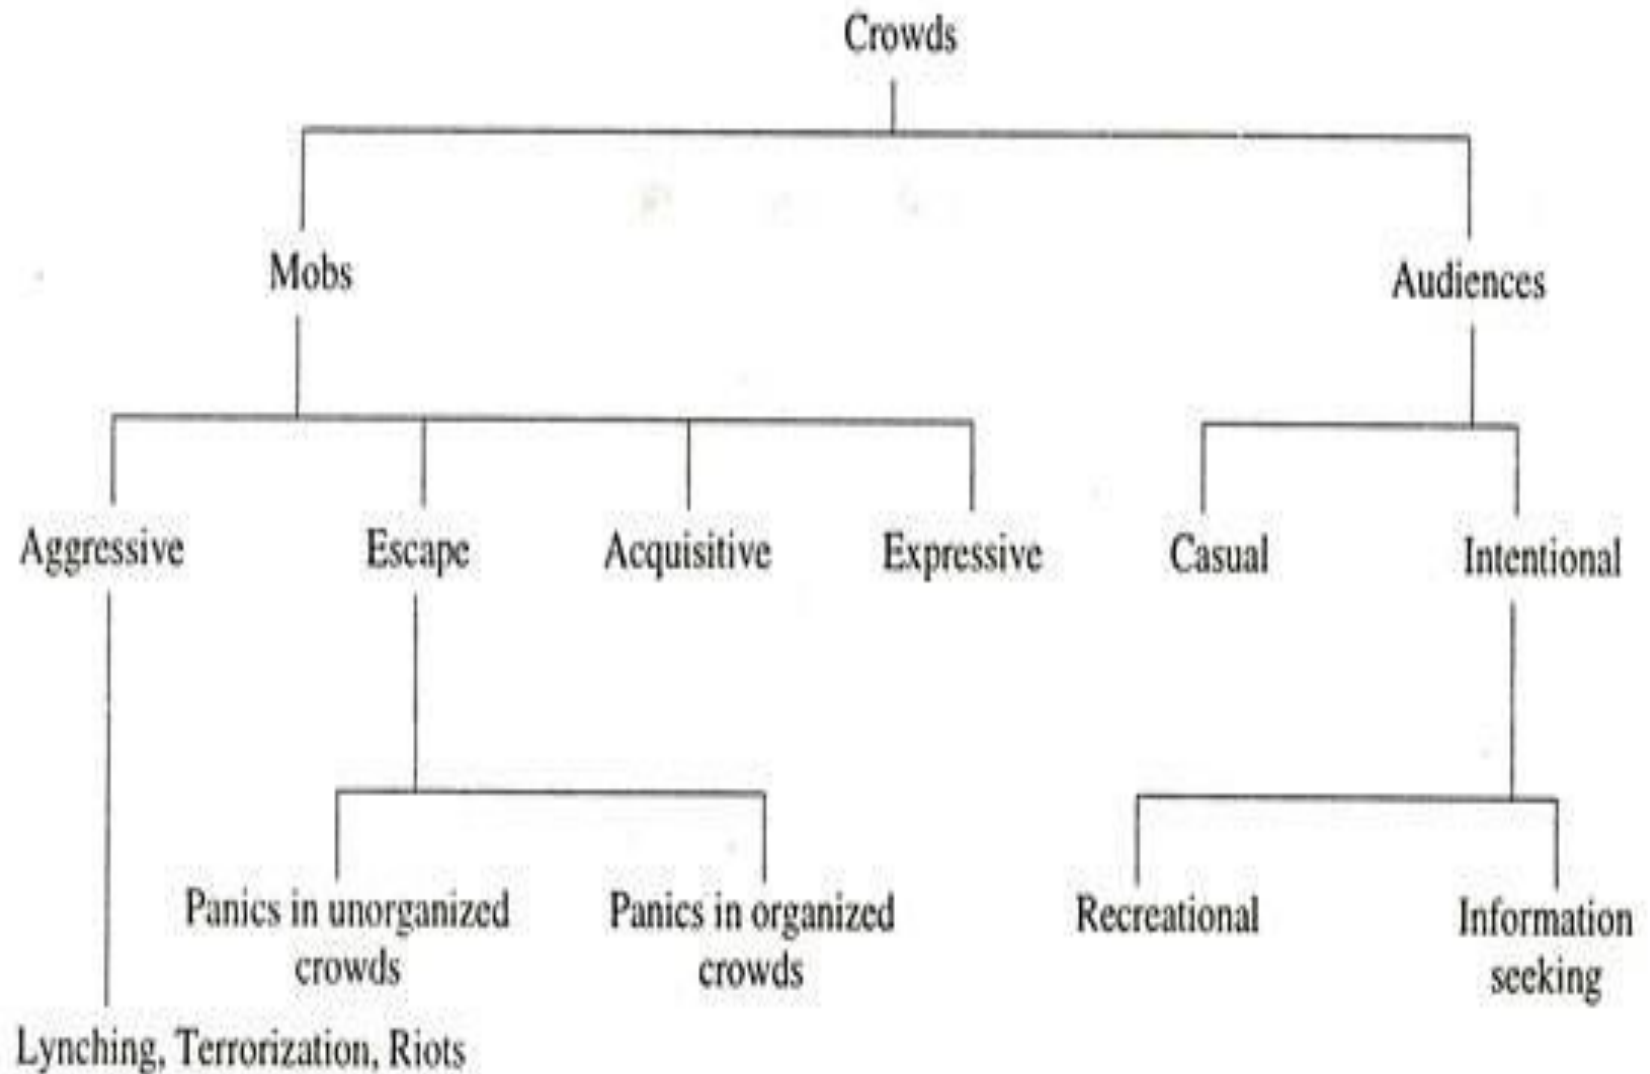 Crowds
Mobs
Audiences
Aggressive
Escape
Acquisitive
Expressive
Casual
Intentional
Panics in unorganized
crowds
Panics in organized
crowds
Recreational
Information
seeking
Lynching, Terrorization, Riots